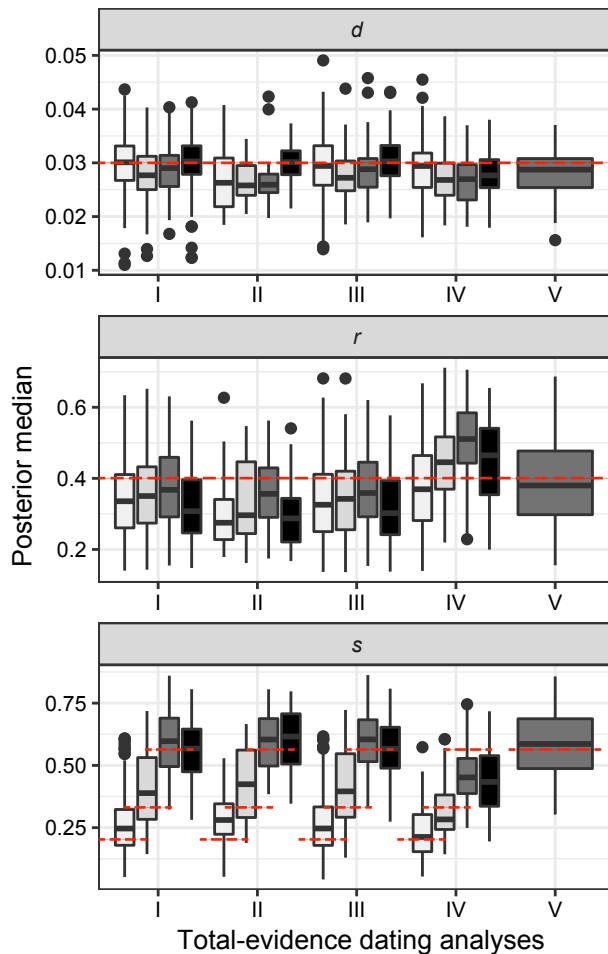 d
0.05
0.04
0.03
0.02
0.01
I II III IV V
r
0.6
0.4
0.2
I II III IV V
Posterior median
s
0.75
0.50
0.25
I II III IV V
Total-evidence dating analyses